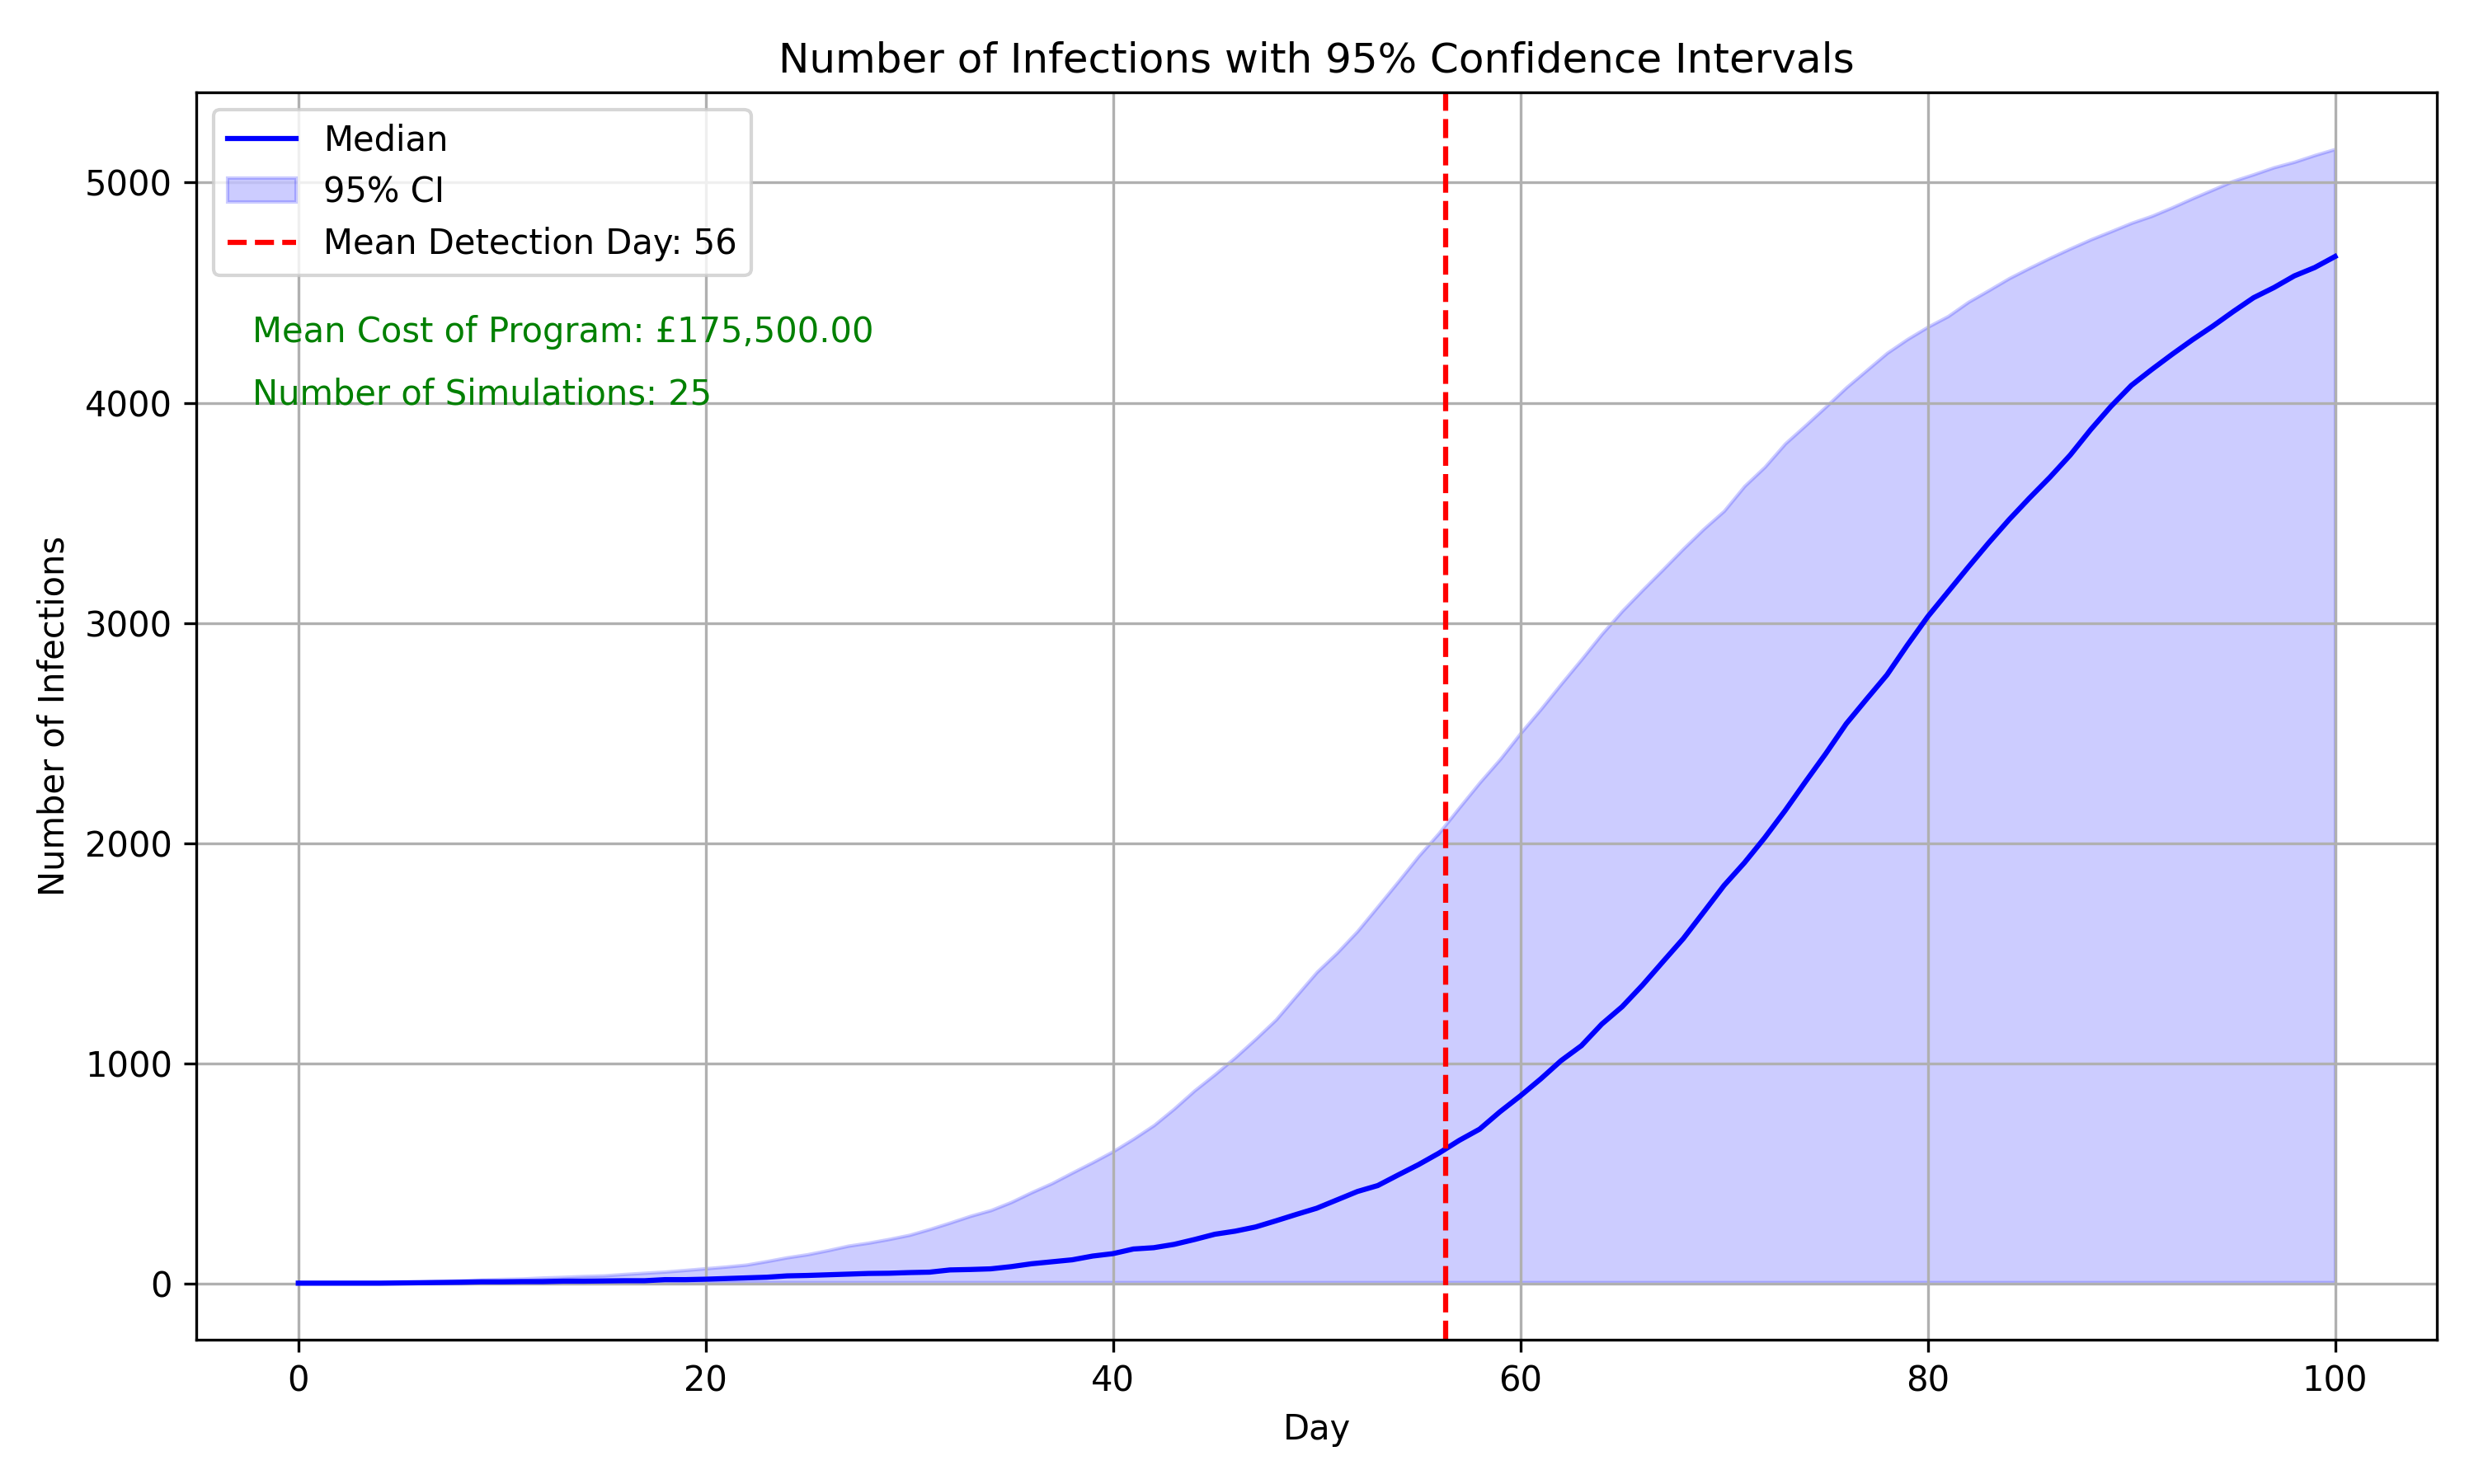 Number of Infections with 95% Confidence Intervals
Median
95% CI
Mean Detection Day: 56
Mean Cost of Program: £175,500.00
Number of Simulations: 25
Number of Infections
5000
4000
3000
2000
1000
0
0 20 40 60 80 100
Day